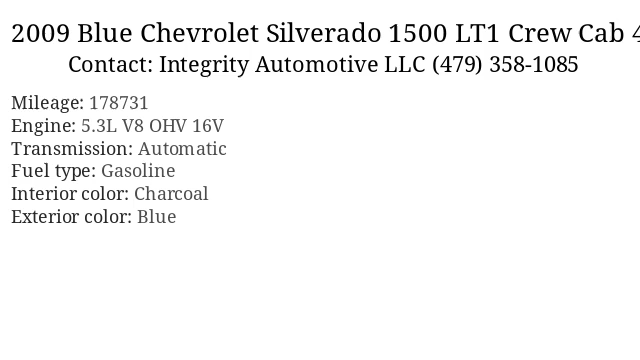 2009 Blue Chevrolet Silverado 1500 LT1 Crew Cab
Contact: Integrity Automotive LLC (479) 358-1085
Mileage: 178731
Engine: 5.3L V8 OHV 16V
Transmission: Automatic
Fuel type: Gasoline
Interior color: Charcoal
Exterior color: Blue